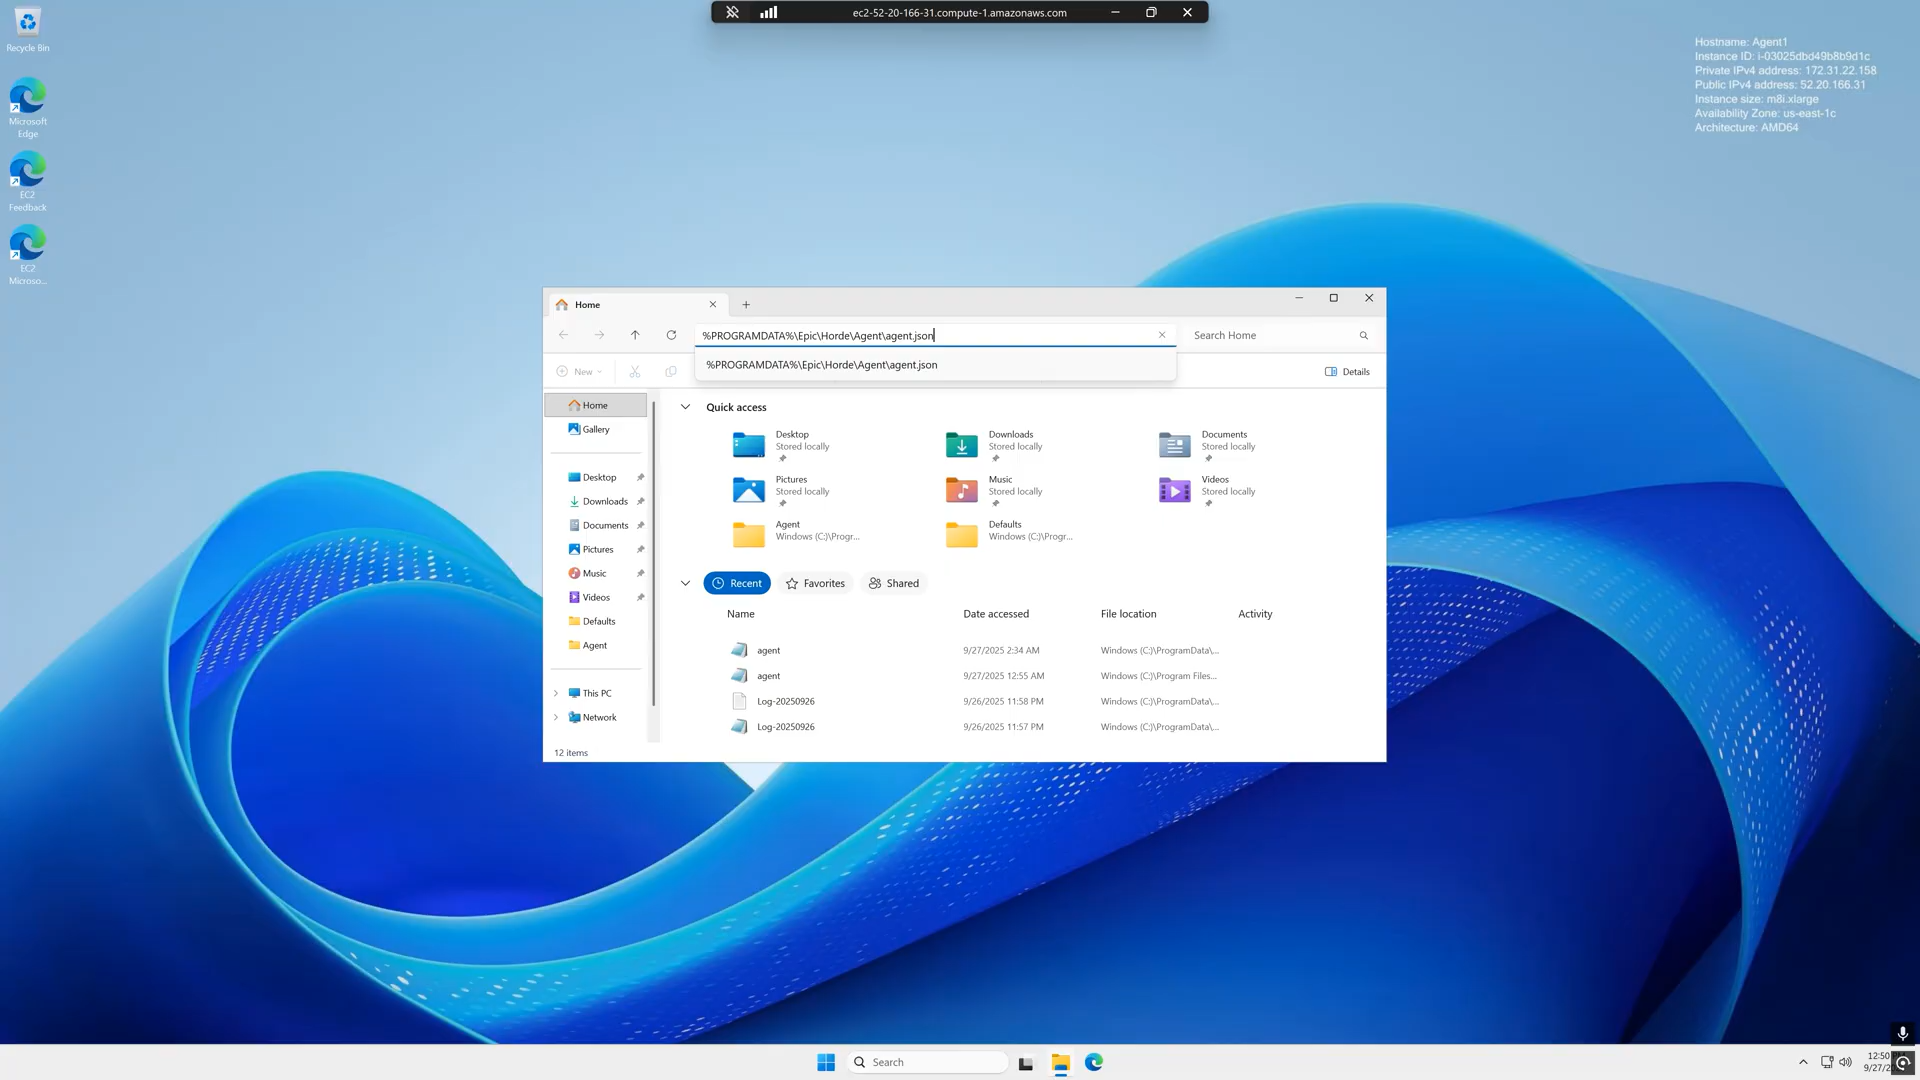 ec2-52-20-166-31.compute-1.amazonaws.com
Recycle Bin
Microsoft
Edge
EC2
Feedback
EC2
Microso...
Hostname: Agent1
Instance ID: i-03025dbd49b8b9d1c
Private IPv4 address: 172.31.22.158
Public IPv4 address: 52.20.166.31
Instance size: m8i.xlarge
Availability Zone: us-east-1c
Architecture: AMD64
Home
%PROGRAMDATA%\Epic\Horde\Agent\agent.json
Search Home
%PROGRAMDATA%\Epic\Horde\Agent\agent.json
New
Details
Home
Gallery
Desktop
Downloads
Documents
Pictures
Music
Videos
Defaults
Agent
This PC
Network
Quick access
Desktop
Stored locally
Downloads
Stored locally
Documents
Stored locally
Pictures
Stored locally
Music
Stored locally
Videos
Stored locally
Agent
Windows (C:)\Progr...
Defaults
Windows (C:)\Progr...
Recent
Favorites
Shared
Name Date accessed File location Activity
agent 9/27/2025 2:34 AM Windows (C:)\ProgramData\...
agent 9/27/2025 12:55 AM Windows (C:)\Program Files...
Log-20250926 9/26/2025 11:58 PM Windows (C:)\ProgramData\...
Log-20250926 9/26/2025 11:57 PM Windows (C:)\ProgramData\...
12 items
Search
12:50
9/27/2